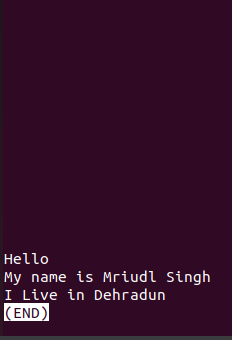 Hello
My name is Mriudl Singh
I Live in Dehradun
(END)